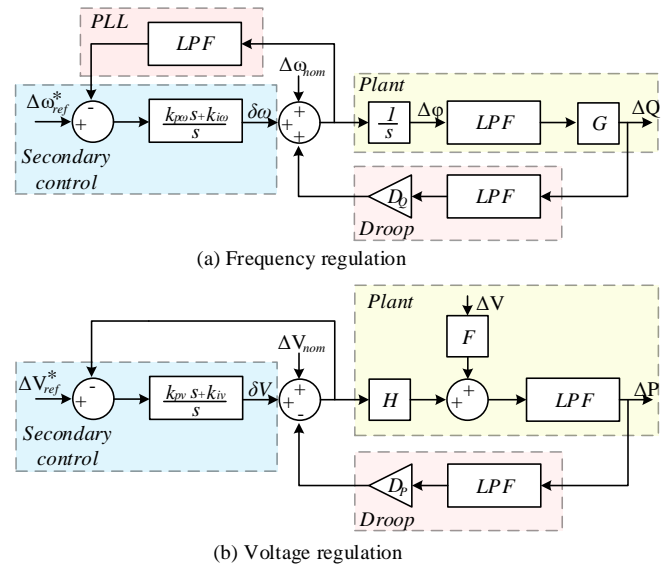 PLL
LPF
Δω_nom
Δω*_ref
-
+
k_pω s+k_iω
s
δω
+
+
+
Secondary
control
Plant
1
s
Δφ
LPF
G
ΔQ
D_Q
LPF
Droop
(a) Frequency regulation
ΔV_nom
ΔV*_ref
-
+
k_pv s+k_iv
s
δV
+
+
-
Secondary
control
Plant
ΔV
F
H
+
+
LPF
ΔP
D_P
LPF
Droop
(b) Voltage regulation